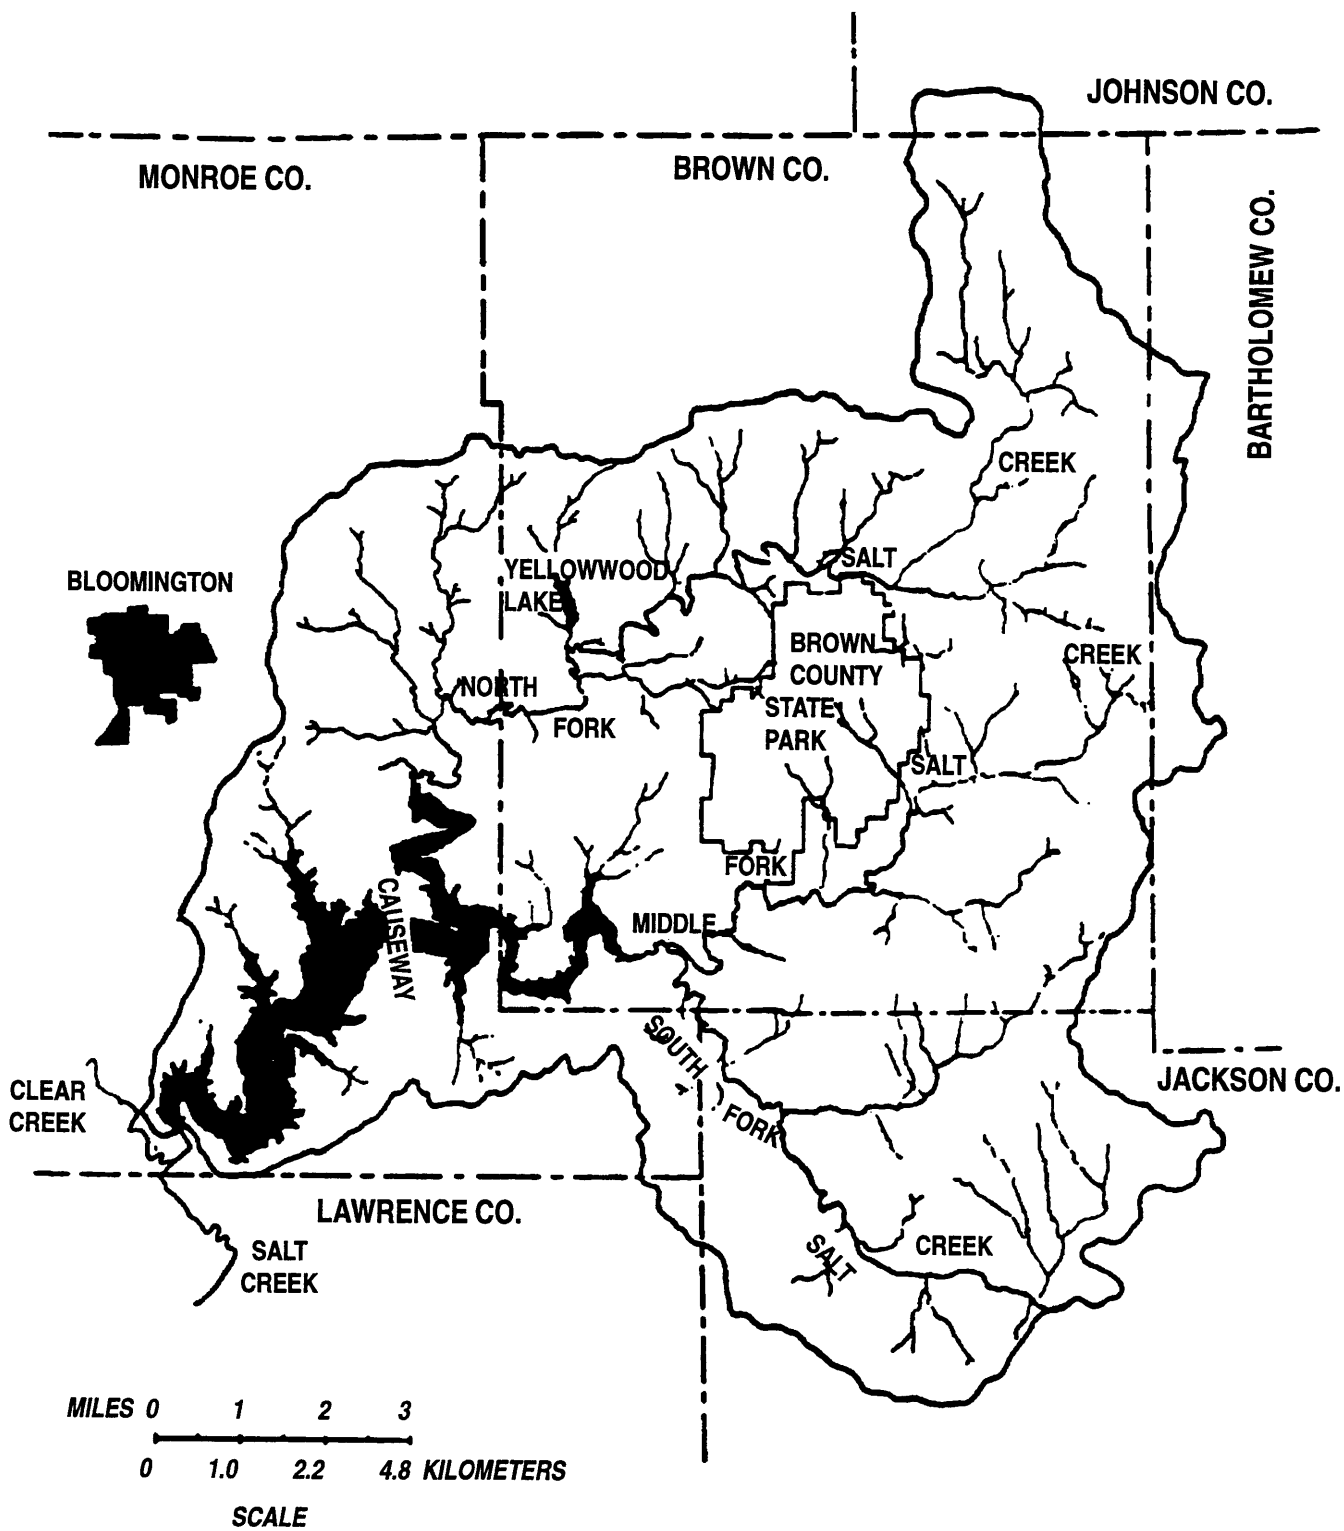 JOHNSON CO.
MONROE CO.
BROWN CO.
BARTHOLOMEW CO.
CREEK
SALT
YELLOWWOOD
LAKE
BLOOMINGTON
BROWN
COUNTY
STATE
PARK
CREEK
NORTH
FORK
SALT
FORK
CAUSEWAY
MIDDLE
SOUTH
FORK
JACKSON CO.
CLEAR
CREEK
LAWRENCE CO.
SALT
CREEK
SALT
CREEK
MILES 0 1 2 3
0 1.0 2.2 4.8 KILOMETERS
SCALE